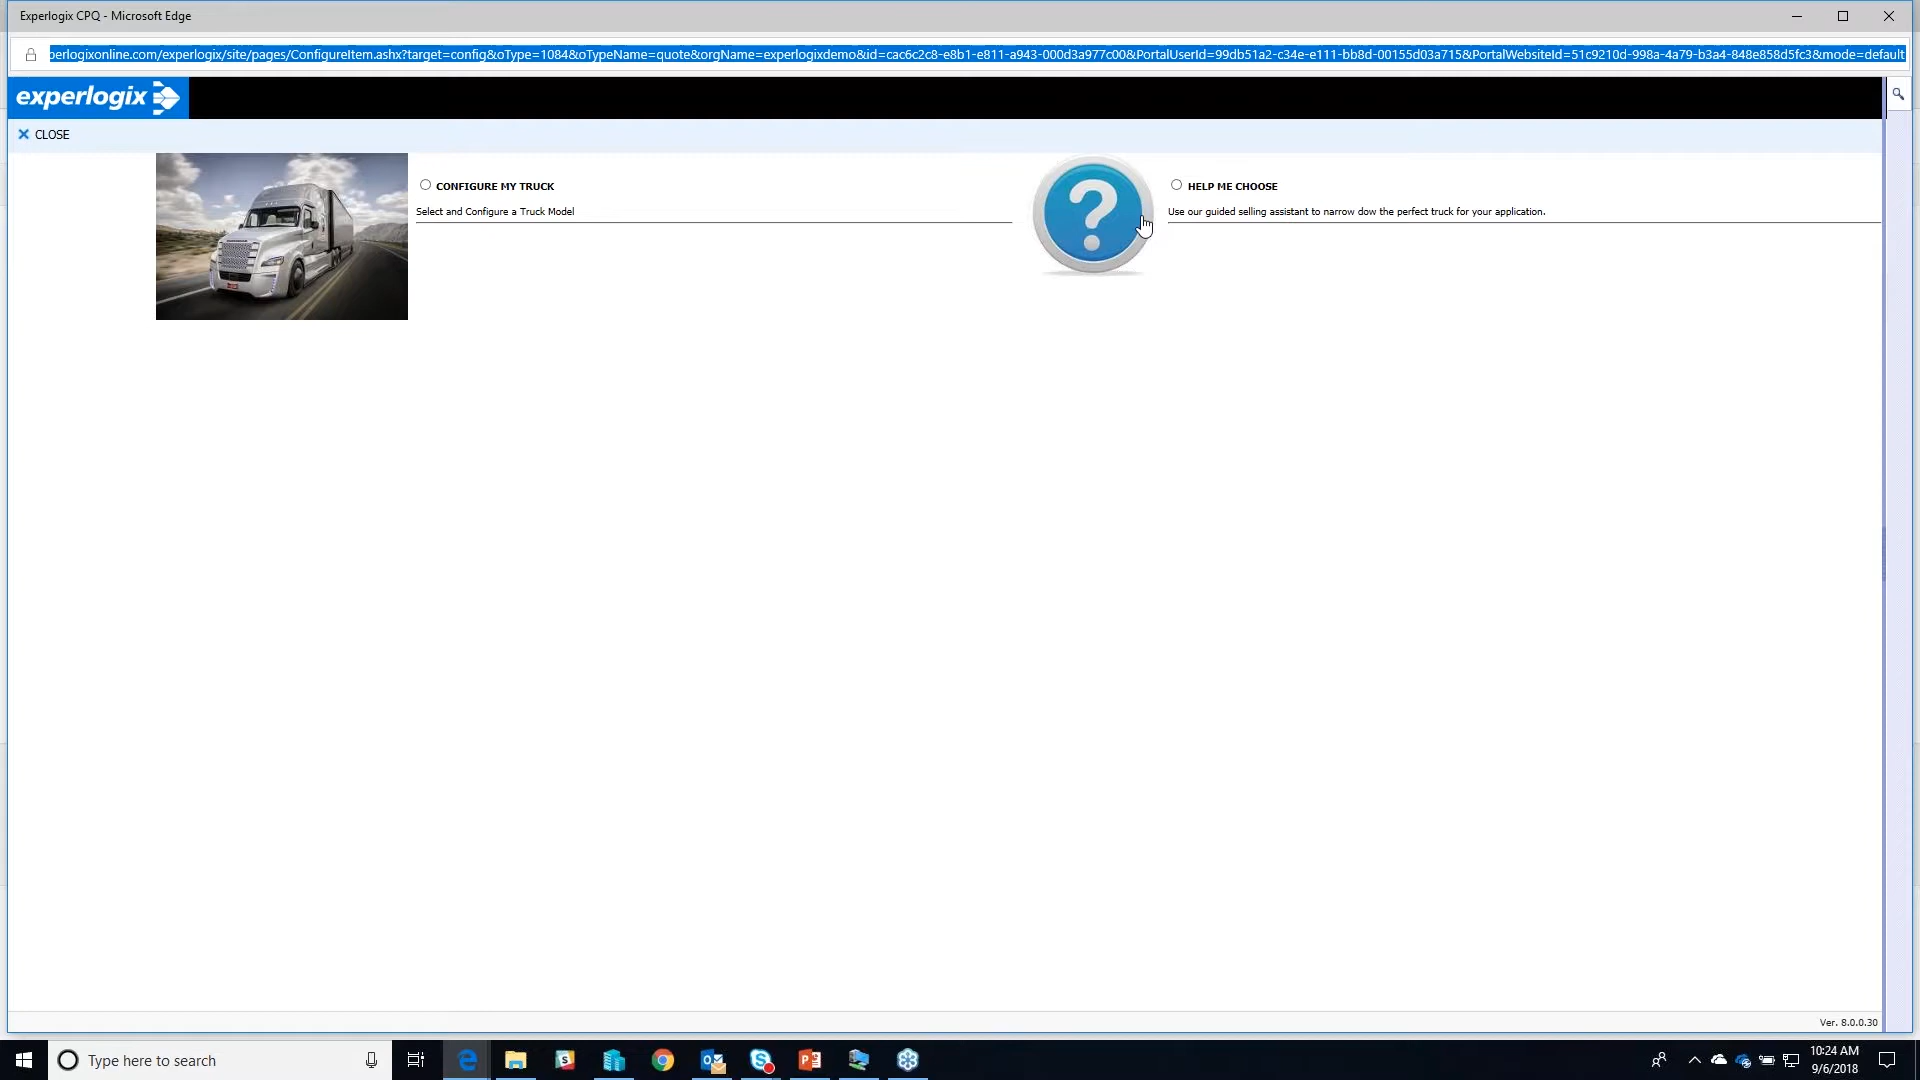 Experlogix CPQ - Microsoft Edge
perlogixonline.com/experlogix/site/pages/ConfigureItem.ashx?target=config&oType=1084&oTypeName=quote&orgName=experlogixdemo&id=cac6c2c8-e8b1-e811-a943-000d3a977c00&PortalUserId=99db51a2-c34e-e111-bb8d-00155d03a715&PortalWebsiteId=51c9210d-998a-4a79-b3a4-848e858d5fc3&mode=default
experlogix
CLOSE
CONFIGURE MY TRUCK
Select and Configure a Truck Model
?
HELP ME CHOOSE
Use our guided selling assistant to narrow dow the perfect truck for your application.
Ver. 8.0.0.30
Type here to search
10:24 AM
9/6/2018